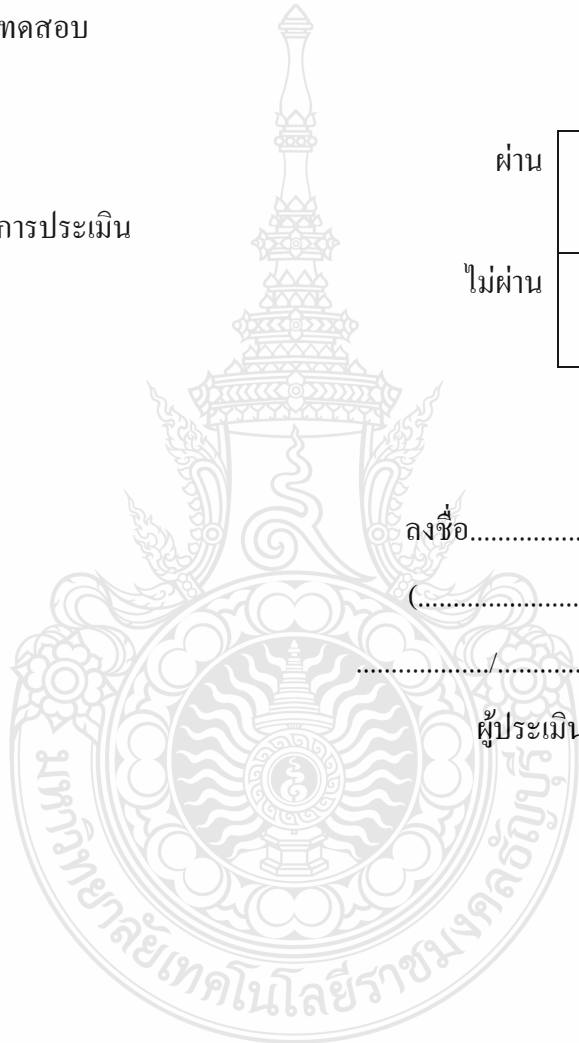 ทดสอบ
ผ่าน
การประเมิน
ไม่ผ่าน
ลงชื่อ................
(.......................
.................../............
ผู้ประเมิน
มหาวิทยาลัยเทคโนโลยีราชมงคลธัญบุรี